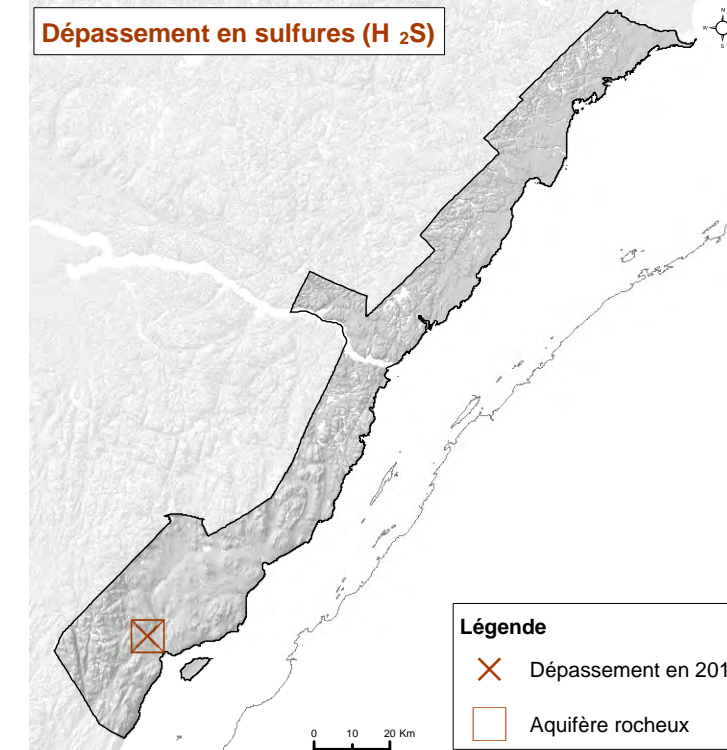 Dépassement en sulfures (H 2S)
N
W
S
Légende
Dépassement en 201
Aquifère rocheux
0 10 20 Km